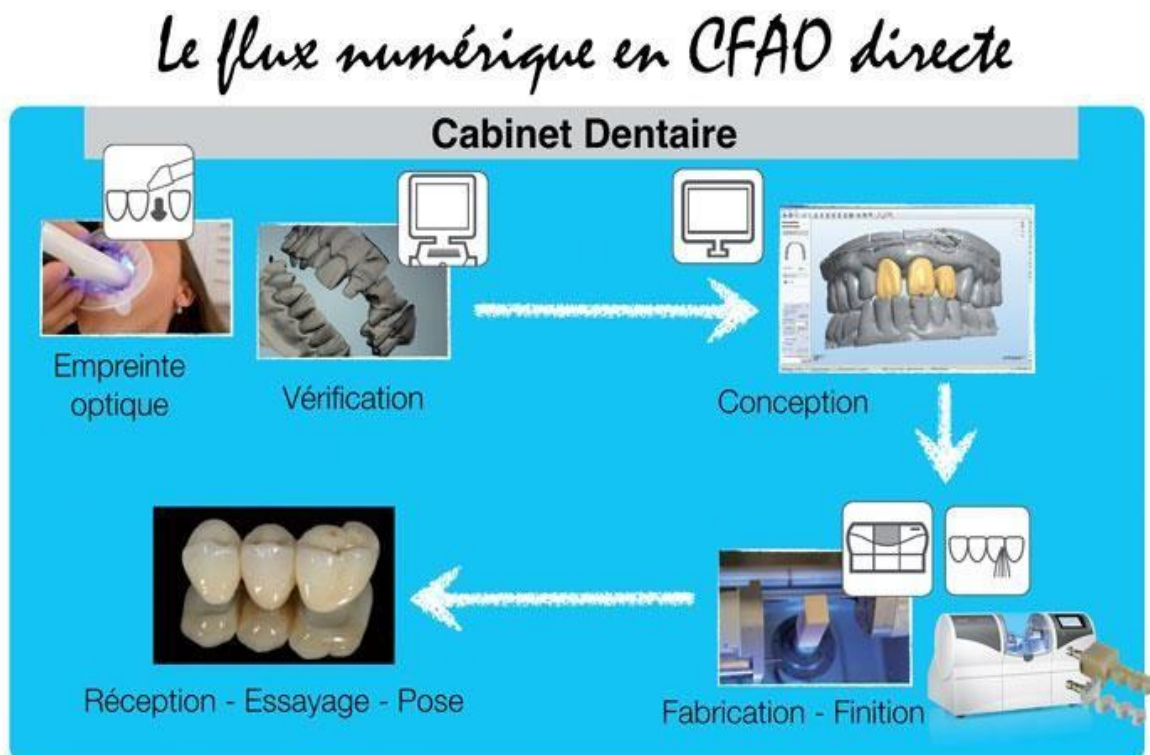 Le flux numérique en CFAO directe
Cabinet Dentaire
Empreinte
optique
Vérification
Conception
Réception - Essayage - Pose
Fabrication - Finition